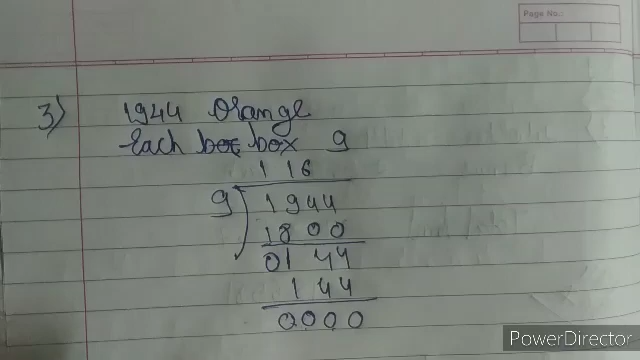 Page No.:
3) 1944 Orange
Each box box 9
116
9)1944
1800
0144
144
0000
PowerDirector